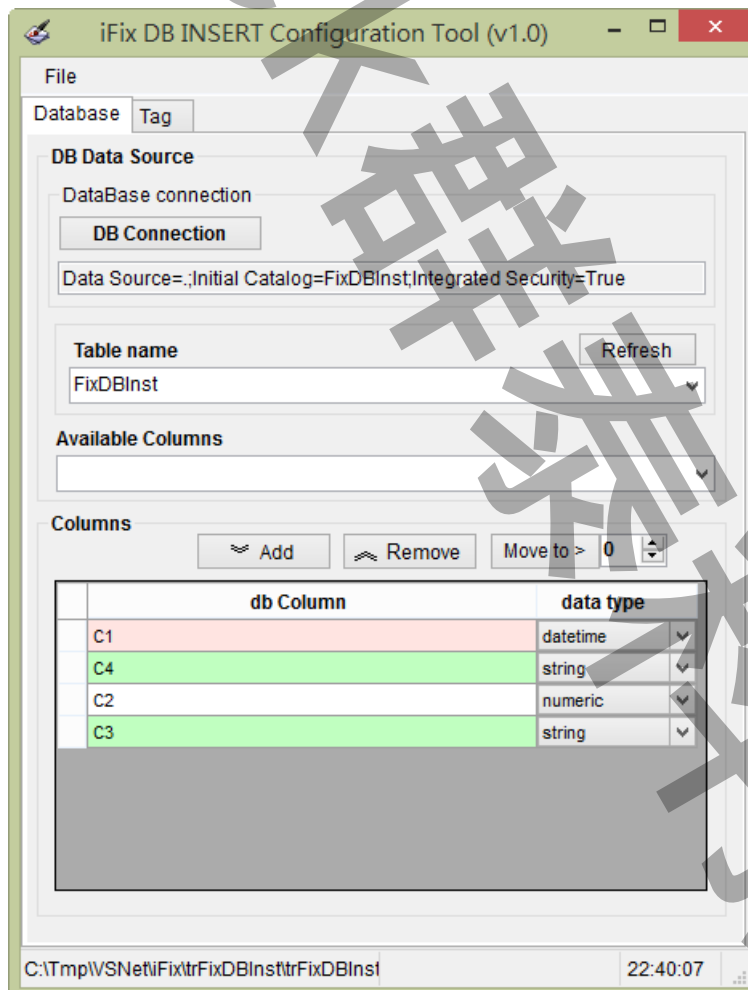 iFix DB INSERT Configuration Tool (v1.0)
File
Database Tag
DB Data Source
DataBase connection
DB Connection
Data Source=.;Initial Catalog=FixDBInst;Integrated Security=True
Table name Refresh
FixDBInst
Available Columns
Columns
Add Remove Move to > 0
db Column data type
C1 datetime
C4 string
C2 numeric
C3 string
C:\Tmp\VSNet\iFix\trFixDBInst\trFixDBInst 22:40:07